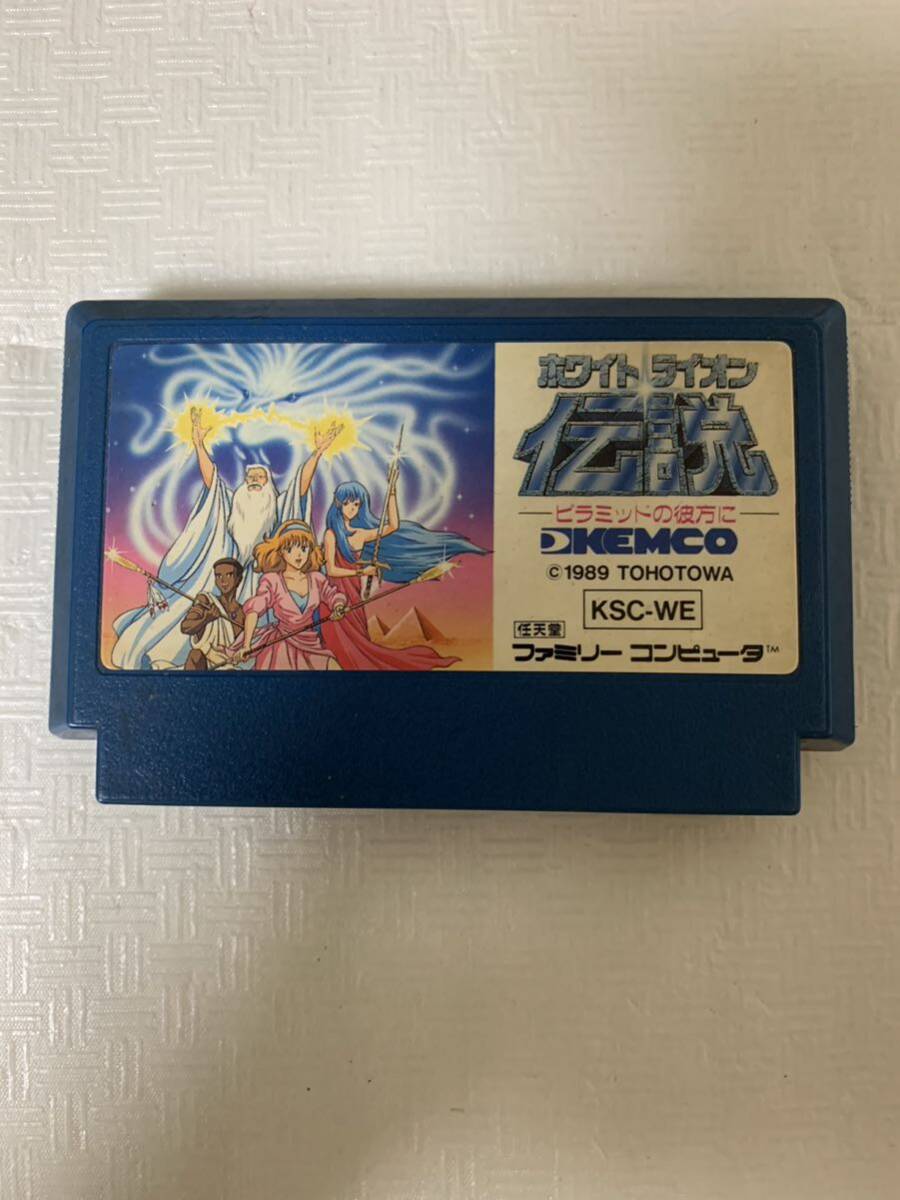 ホワイト ライオン
伝説
ピラミッドの彼方に
KEMCO
© 1989 TOHOTOWA
KSC-WE
任天堂
ファミリー コンピュータ™